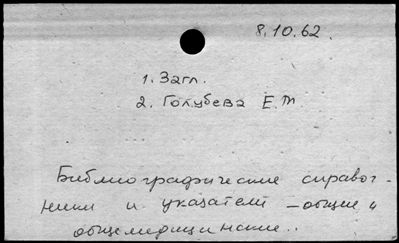 8.10.62.
1. Загл.
2. Голубева Е.М.
Библиографические справоч-
ники и указатели – общие и
общемедицинские..